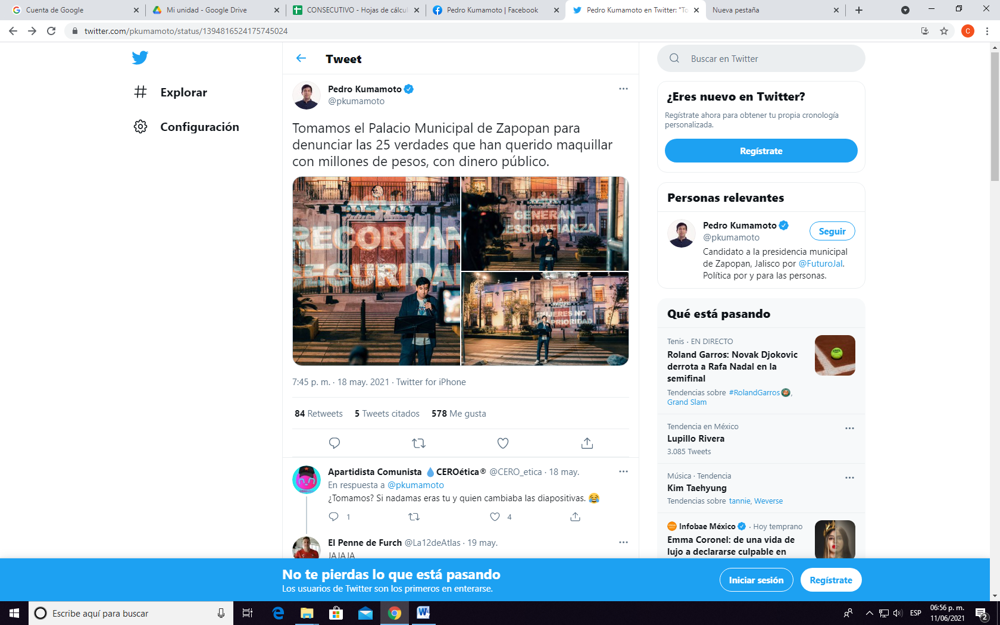 Cuenta de Google
Mi unidad - Google Drive
CONSECUTIVO - Hojas de cálcul
Pedro Kumamoto | Facebook
Pedro Kumamoto en Twitter: "To
Nueva pestaña
twitter.com/pkumamoto/status/1394816524175745024
C
Explorar
Configuración
Tweet
Pedro Kumamoto
@pkumamoto
Tomamos el Palacio Municipal de Zapopan para
denunciar las 25 verdades que han querido maquillar
con millones de pesos, con dinero público.
RECORTAN
SEGURIDAD
GENERAN
ESCONFIANZA
MUJERES NO
PRIORIDAD
7:45 p. m. · 18 may. 2021 · Twitter for iPhone
84 Retweets 5 Tweets citados 578 Me gusta
Apartidista Comunista 💧CEROética® @CERO_etica · 18 may.
En respuesta a @pkumamoto
¿Tomamos? Si nadamas eras tu y quien cambiaba las diapositivas. 😂
1
4
El Penne de Furch @La12deAtlas · 19 may.
JAJAJA
Buscar en Twitter
¿Eres nuevo en Twitter?
Regístrate ahora para obtener tu propia cronología
personalizada.
Regístrate
Personas relevantes
Pedro Kumamoto
@pkumamoto
Seguir
Candidato a la presidencia municipal
de Zapopan, Jalisco por @FuturoJal.
Política por y para las personas.
Qué está pasando
Tenis · EN DIRECTO
Roland Garros: Novak Djokovic
derrota a Rafa Nadal en la
semifinal
Tendencias sobre #RolandGarros,
Grand Slam
Tendencia en México
Lupillo Rivera
3.085 Tweets
Música · Tendencia
Kim Taehyung
Tendencias sobre tannie, Weverse
Infobae México · Hoy temprano
Emma Coronel: de una vida de
lujo a declararse culpable en
No te pierdas lo que está pasando
Los usuarios de Twitter son los primeros en enterarse.
Iniciar sesión
Regístrate
Escribe aquí para buscar
ESP
06:56 p. m.
11/06/2021
2